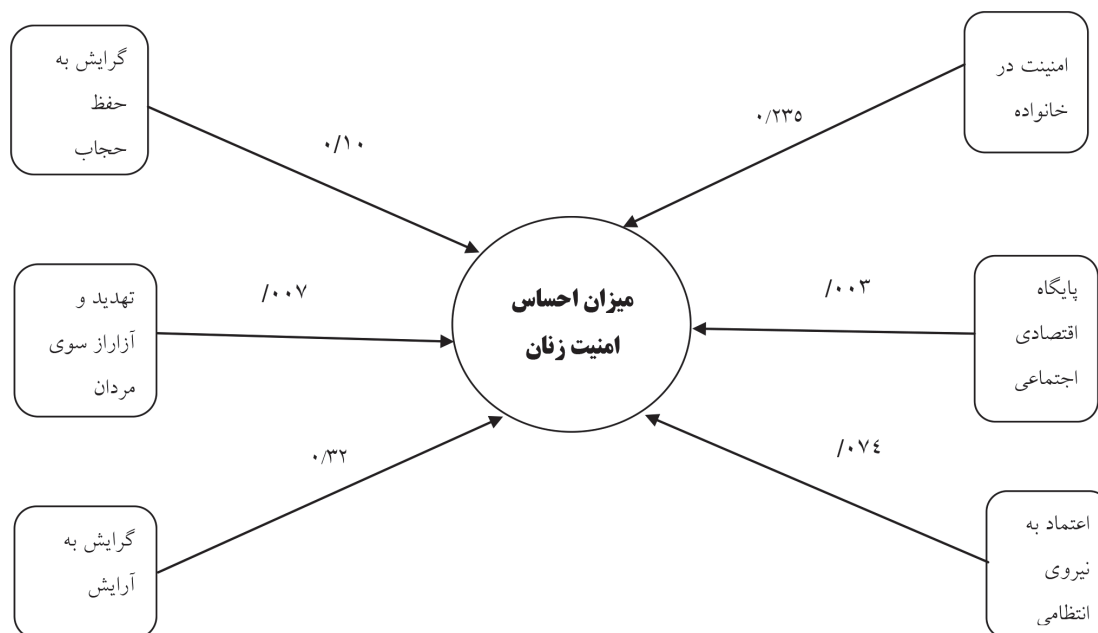 امنینت در
خانواده
۰/۲۳۵
گرایش به
حفظ
حجاب
۰/۱۰
پایگاه
اقتصادی
اجتماعی
/۰۰۳
میزان احساس
امنیت زنان
تهدید و
آزاراز سوی
مردان
/۰۰۷
اعتماد به
نیروی
انتظامی
/۰۷٤
گرایش به
آرایش
۰/۳۲